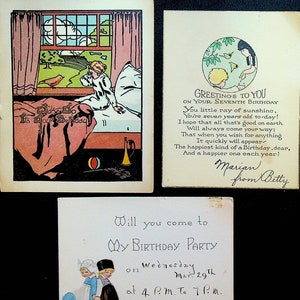 GREETINGS TO YOU
ON YOUR SEVENTH BIRTHDAY
You little ray of sunshine,
You're seven years old to-day!
I hope that all that's good on earth
Will always come your way;
That when you wish for anything
It quickly will appear-
The happiest kind of a Birthday, dear,
And a happier one each year!
Marian
from Betty
Will you come to
My BIRTHDAY PARTY
on Wednesday
Mar. 29th
at 4 P.M. To 7 P.M.